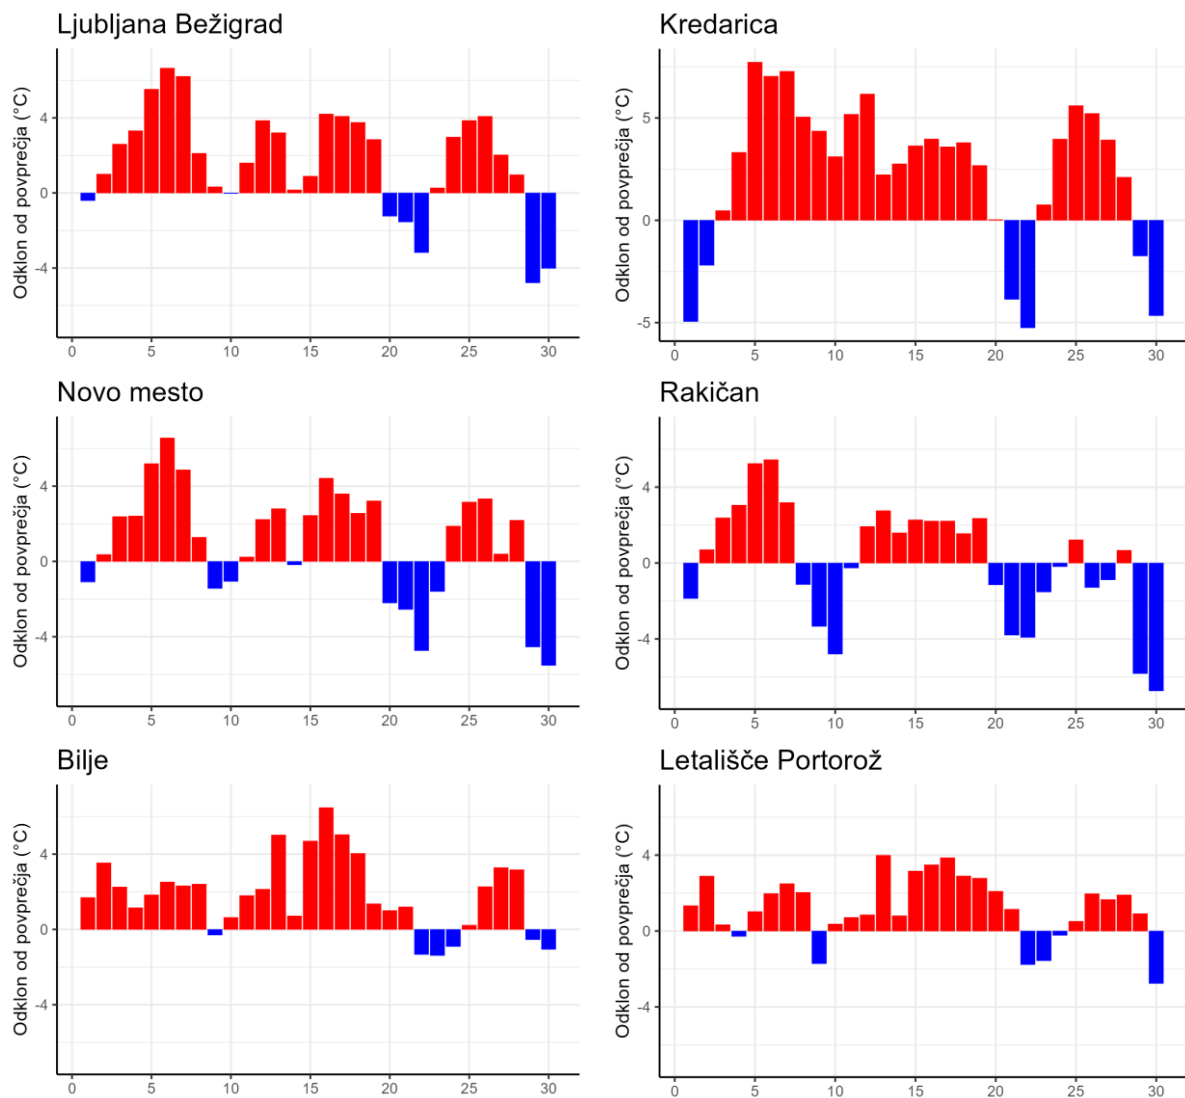 Ljubljana Bežigrad
Odklon od povprečja (°C)
4
0
-4
0 5 10 15 20 25 30
Kredarica
Odklon od povprečja (°C)
5
0
-5
0 5 10 15 20 25 30
Novo mesto
Odklon od povprečja (°C)
4
0
-4
0 5 10 15 20 25 30
Rakičan
Odklon od povprečja (°C)
4
0
-4
0 5 10 15 20 25 30
Bilje
Odklon od povprečja (°C)
4
0
-4
0 5 10 15 20 25 30
Letališče Portorož
Odklon od povprečja (°C)
4
0
-4
0 5 10 15 20 25 30